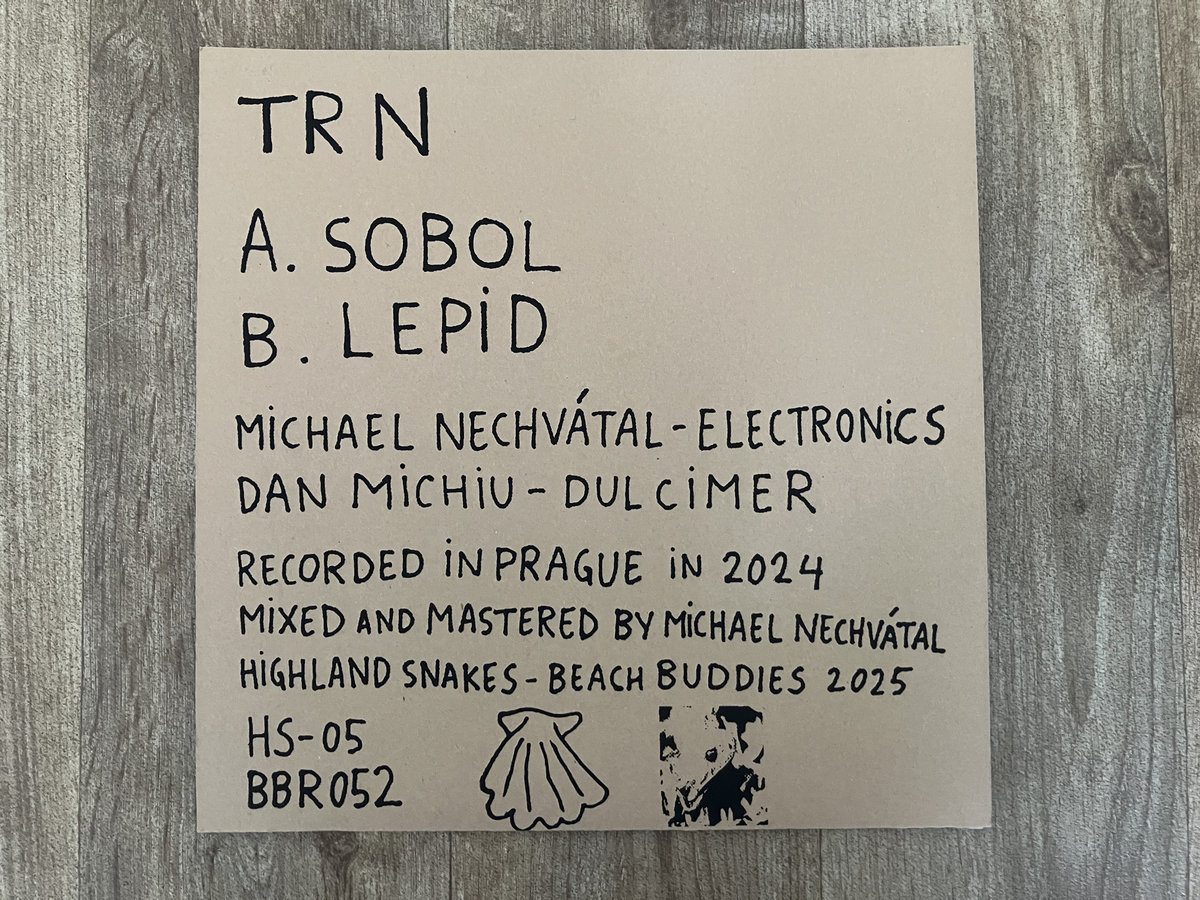 TRN
A. SOBOL
B. LEPiD
MiCHAEL NECHVÁTAL-ELECTRONiCS
DAN MiCHiU - DULCiMER
RECORDED iN PRAGUE iN 2024
MiXED AND MASTERED BY MiCHAEL NECHVÁTAL
HiGHLAND SNAKES-BEACH BUDDIES 2025
HS-05
BBR052